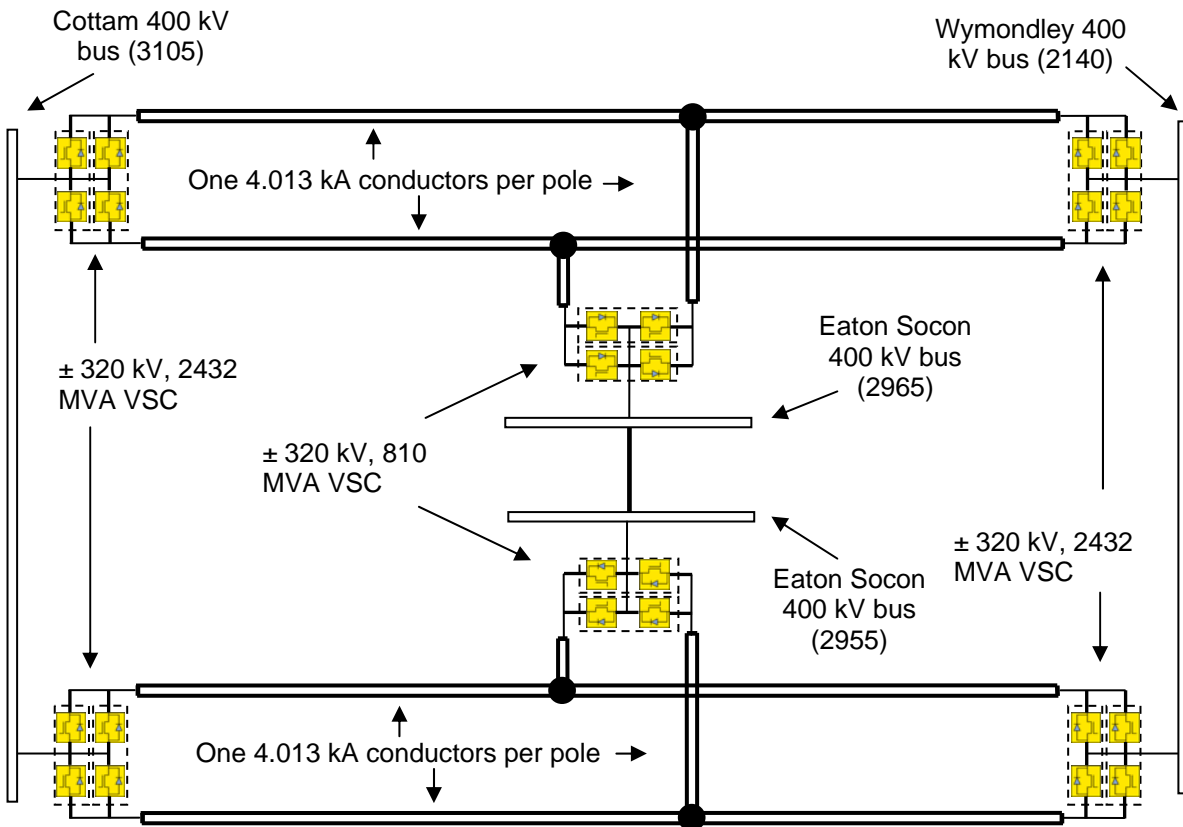 Cottam 400 kV
bus (3105)
Wymondley 400
kV bus (2140)
One 4.013 kA conductors per pole
± 320 kV, 2432
MVA VSC
Eaton Socon
400 kV bus
(2965)
± 320 kV, 810
MVA VSC
± 320 kV, 2432
MVA VSC
Eaton Socon
400 kV bus
(2955)
One 4.013 kA conductors per pole